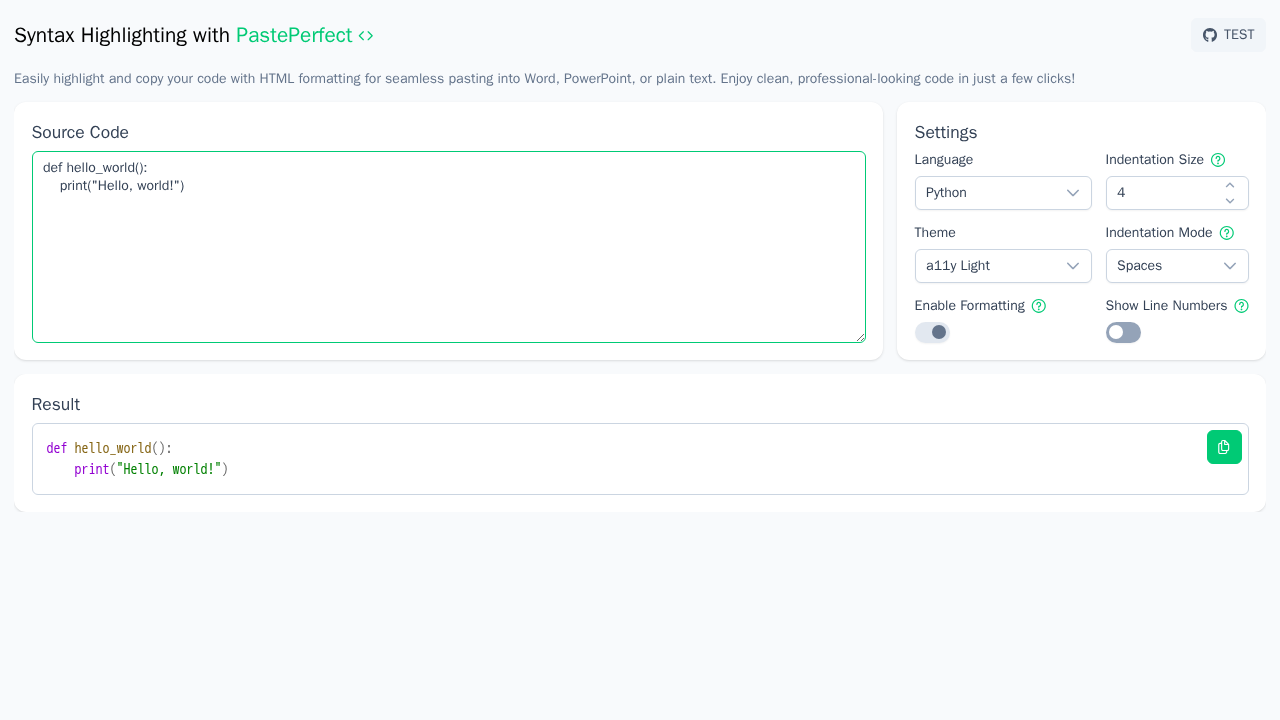 Syntax Highlighting with PastePerfect <>
TEST
Easily highlight and copy your code with HTML formatting for seamless pasting into Word, PowerPoint, or plain text. Enjoy clean, professional-looking code in just a few clicks!
Source Code
def hello_world():
    print("Hello, world!")
Settings
Language
Indentation Size
Python
4
Theme
Indentation Mode
a11y Light
Spaces
Enable Formatting
Show Line Numbers
Result
def hello_world():
    print("Hello, world!")